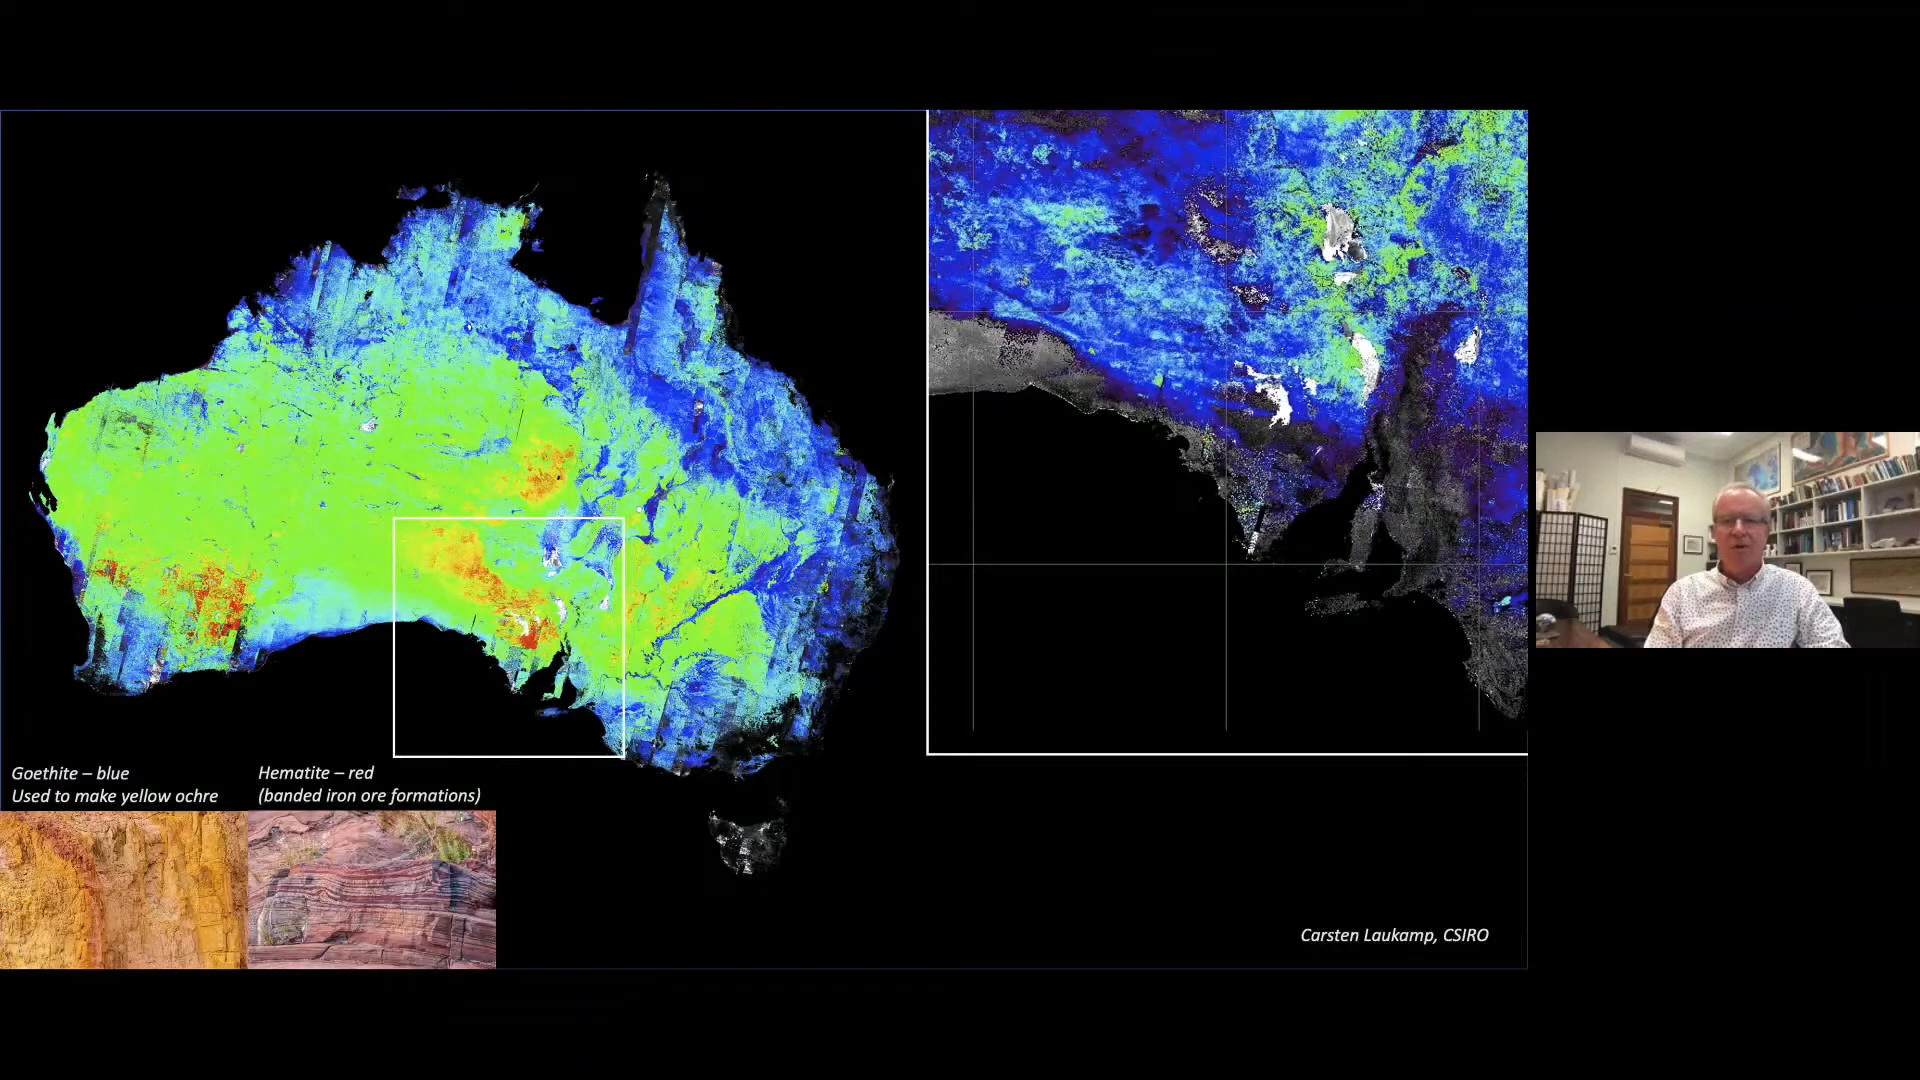 Goethite – blue
Used to make yellow ochre
Hematite – red
(banded iron ore formations)
Carsten Laukamp, CSIRO